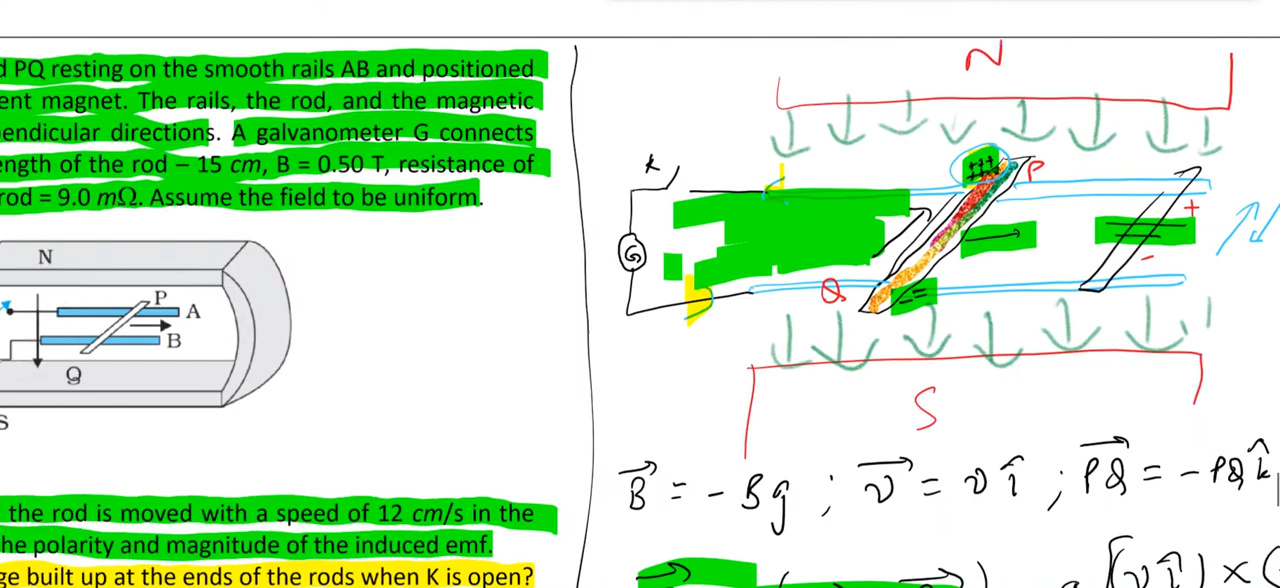 d PQ resting on the smooth rails AB and positioned
ent magnet. The rails, the rod, and the magnetic
endicular directions. A galvanometer G connects
ength of the rod – 15 cm, B = 0.50 T, resistance of
rod = 9.0 mΩ. Assume the field to be uniform.
N
P
A
B
Q
S
the rod is moved with a speed of 12 cm/s in the
he polarity and magnitude of the induced emf.
ge built up at the ends of the rods when K is open?
N
K
+++
P
G
+
-
Q
--
S
B⃗ = - B ĵ ; v⃗ = v î ; PQ⃗ = - PQ k̂
[(v î) × (